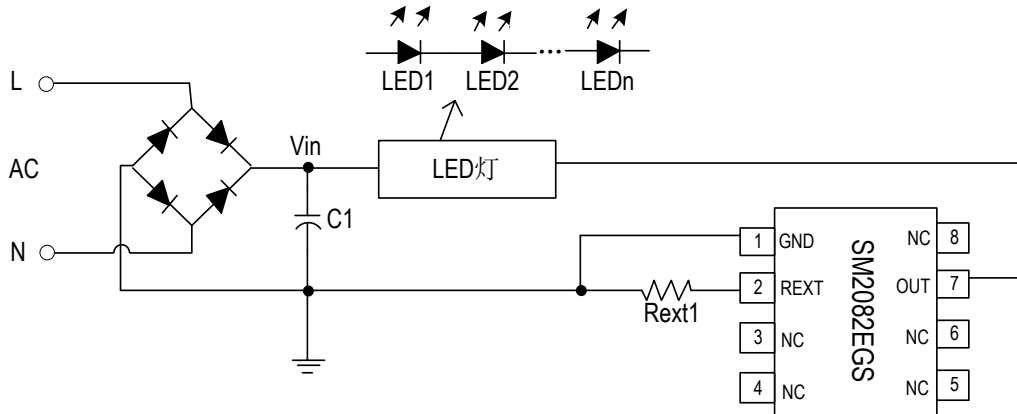 LED1 LED2 ... LEDn
L
Vin
AC
LED灯
C1
N
1 GND
NC 8
2 REXT
OUT 7
Rext1
3 NC
NC 6
4 NC
NC 5
SM2082EGS